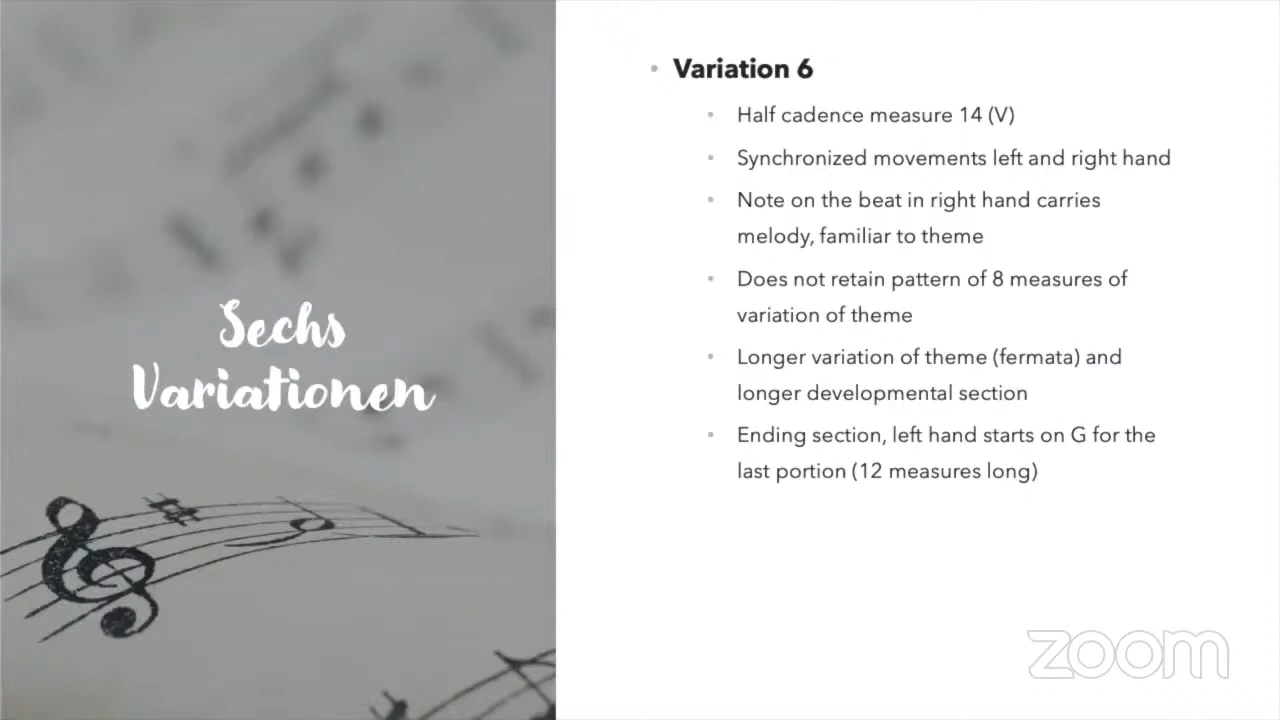 Sechs
Variationen
Variation 6
Half cadence measure 14 (V)
Synchronized movements left and right hand
Note on the beat in right hand carries
melody, familiar to theme
Does not retain pattern of 8 measures of
variation of theme
Longer variation of theme (fermata) and
longer developmental section
Ending section, left hand starts on G for the
last portion (12 measures long)
zoom